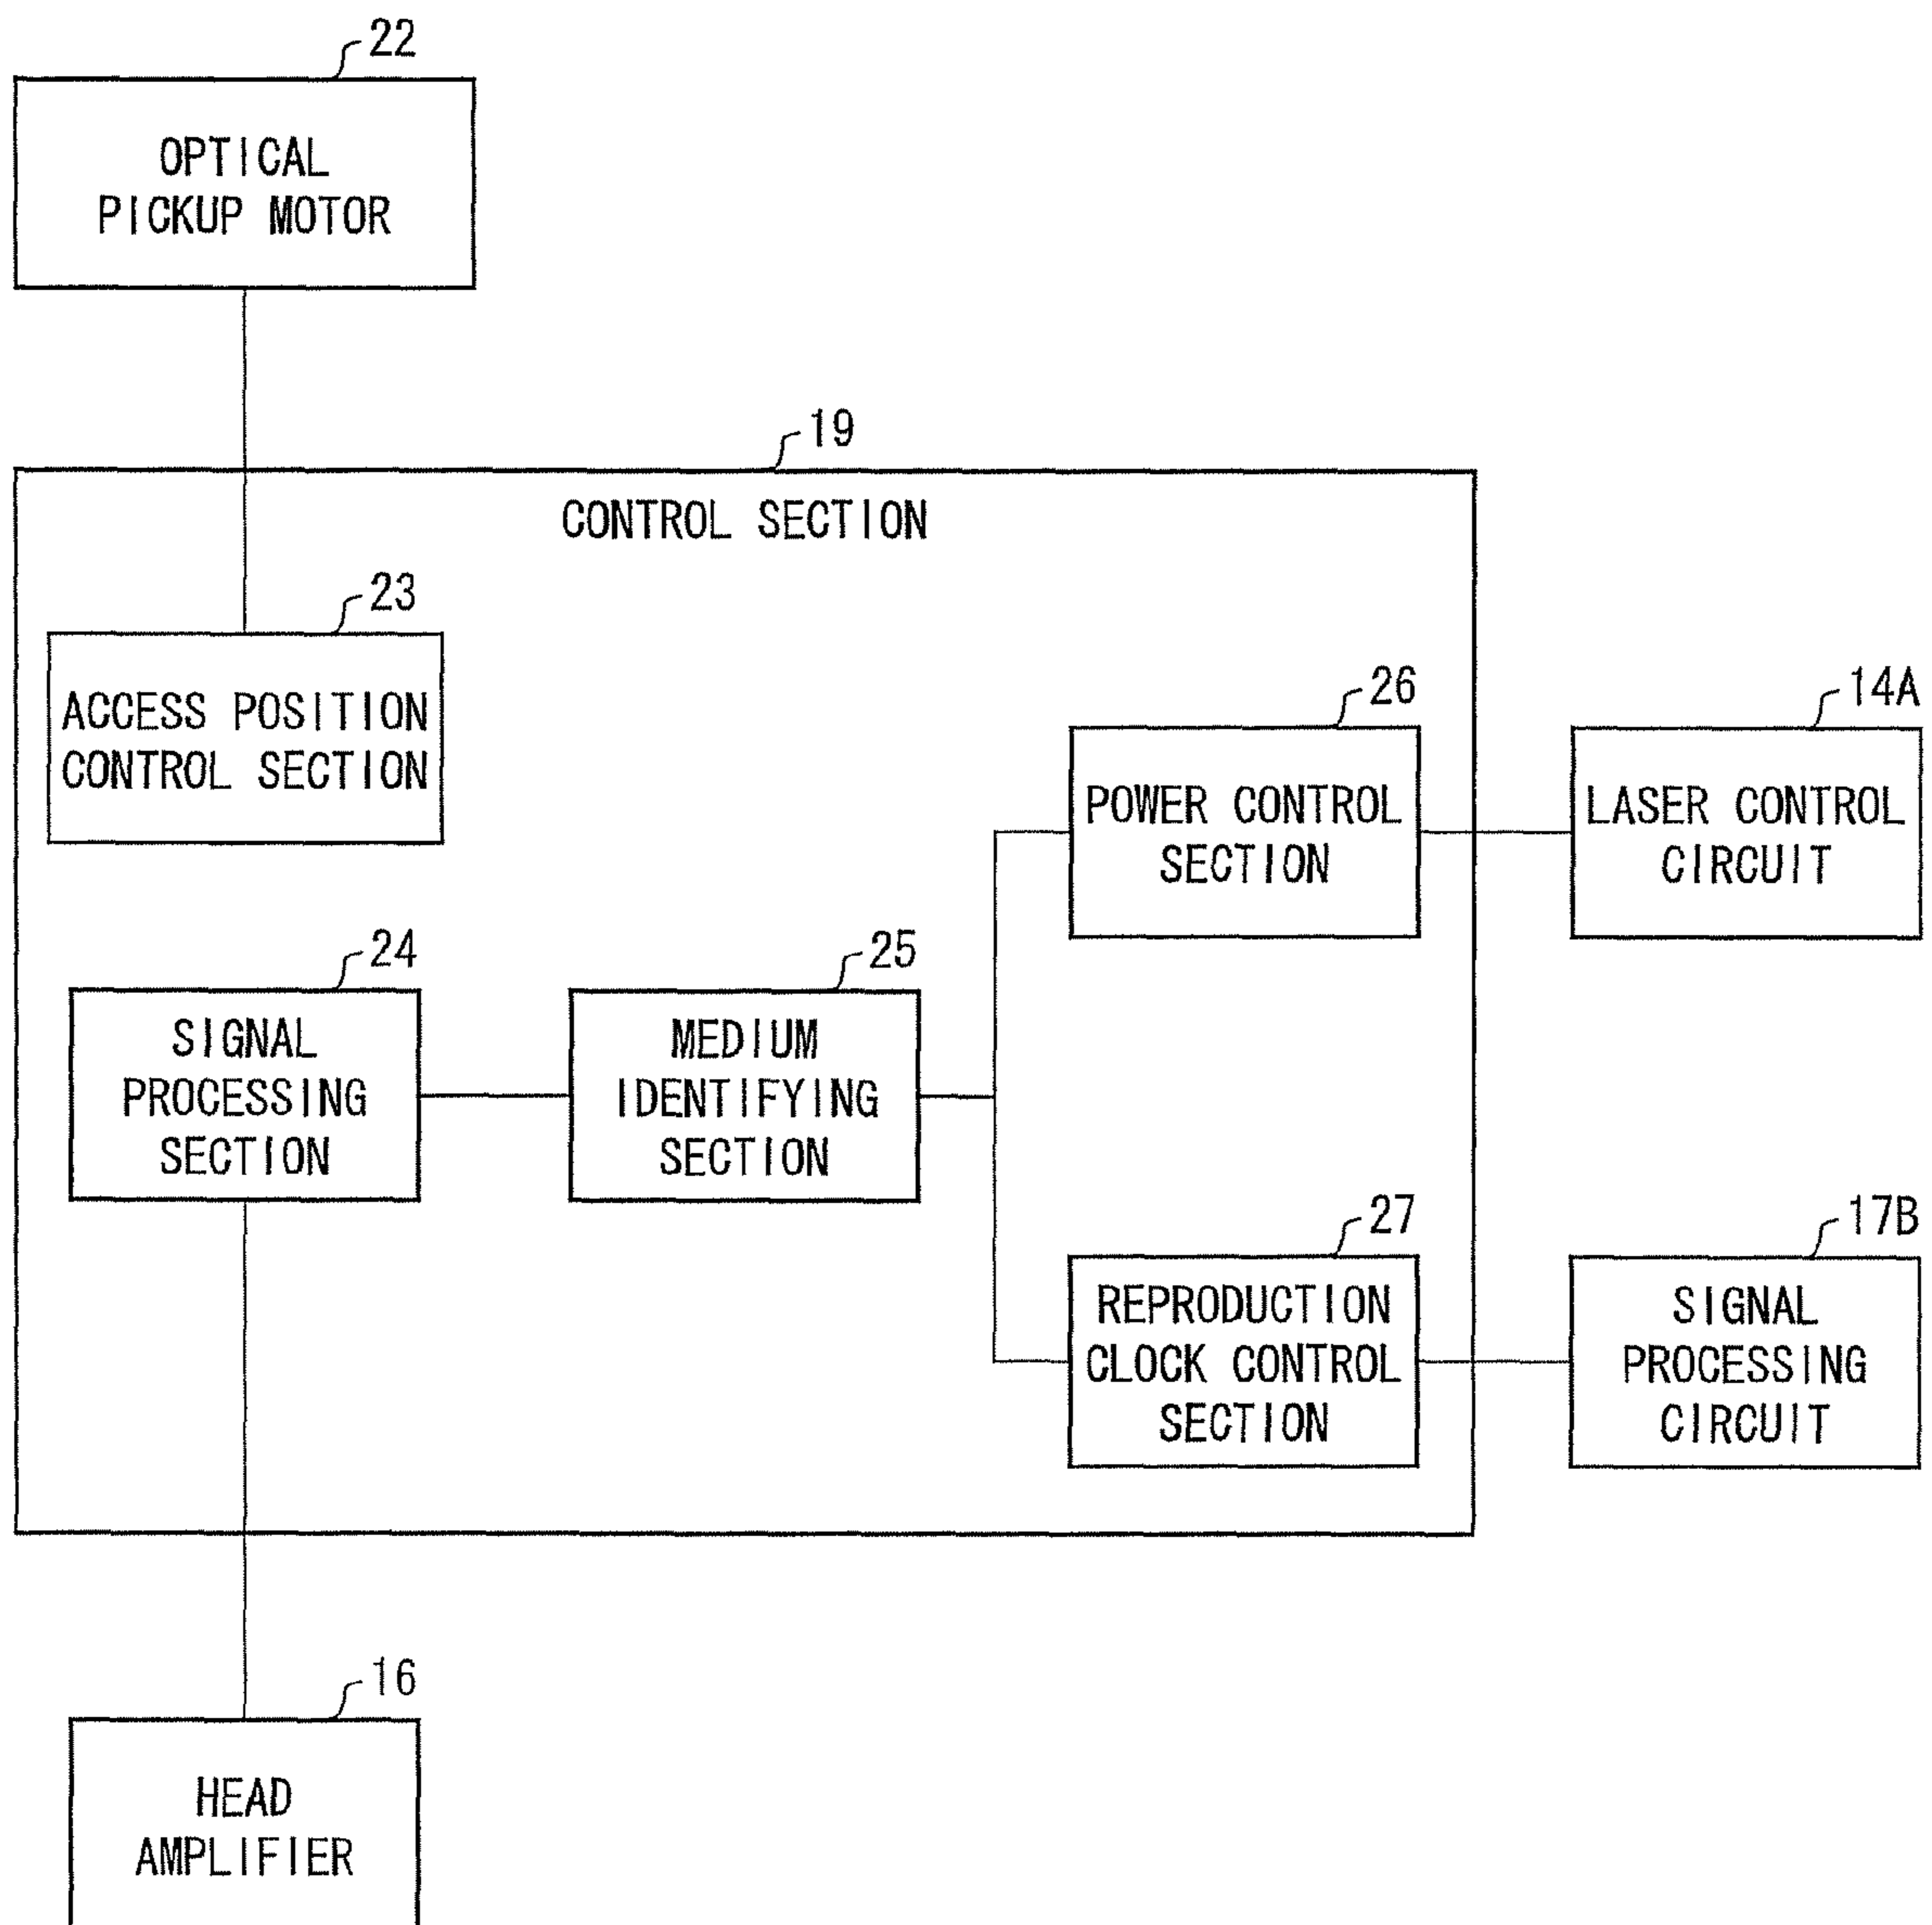 22
OPTICAL
PICKUP MOTOR
19
CONTROL SECTION
23
ACCESS POSITION
CONTROL SECTION
26
POWER CONTROL
SECTION
14A
LASER CONTROL
CIRCUIT
24
SIGNAL
PROCESSING
SECTION
25
MEDIUM
IDENTIFYING
SECTION
27
REPRODUCTION
CLOCK CONTROL
SECTION
17B
SIGNAL
PROCESSING
CIRCUIT
16
HEAD
AMPLIFIER